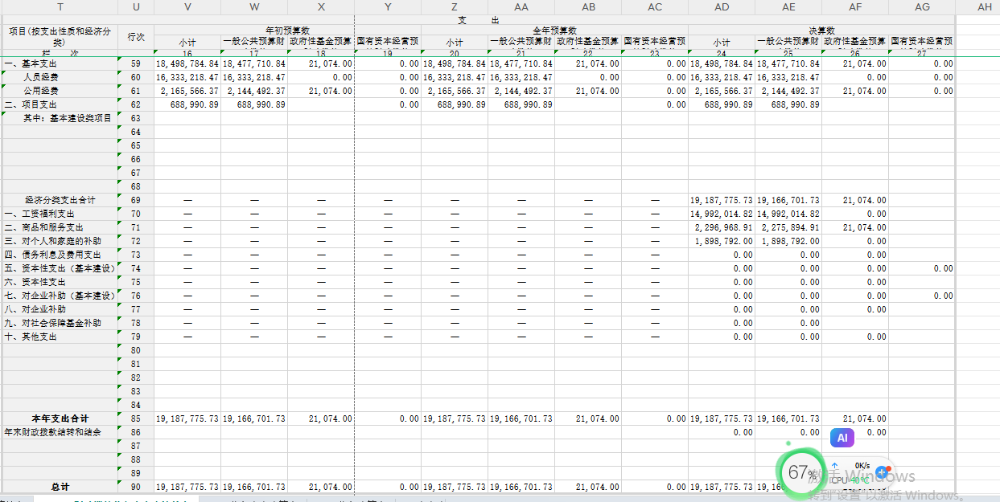 T U V W X Y Z AA AB AC AD AE AF AG AH
支 出
项目(按支出性质和经济分类) 行次 年初预算数 全年预算数 决算数
小计 一般公共预算财 政府性基金预算 国有资本经营预 小计 一般公共预算财 政府性基金预算 国有资本经营预 小计 一般公共预算财 政府性基金预算 国有资本经营预
栏 次 16 17 18 19 20 21 22 23 24 25 26 27
一、基本支出 59 18,498,784.84 18,477,710.84 21,074.00 0.00 18,498,784.84 18,477,710.84 21,074.00 0.00 18,498,784.84 18,477,710.84 21,074.00 0.00
人员经费 60 16,333,218.47 16,333,218.47 0.00 0.00 16,333,218.47 16,333,218.47 0.00 0.00 16,333,218.47 16,333,218.47 0.00 0.00
公用经费 61 2,165,566.37 2,144,492.37 21,074.00 0.00 2,165,566.37 2,144,492.37 21,074.00 0.00 2,165,566.37 2,144,492.37 21,074.00 0.00
二、项目支出 62 688,990.89 688,990.89 0.00 688,990.89 688,990.89 0.00 688,990.89 688,990.89
其中：基本建设类项目 63
64
65
66
67
68
经济分类支出合计 69 — — — — — — — — 19,187,775.73 19,166,701.73 21,074.00
一、工资福利支出 70 — — — — — — — — 14,992,014.82 14,992,014.82 0.00
二、商品和服务支出 71 — — — — — — — — 2,296,968.91 2,275,894.91 21,074.00
三、对个人和家庭的补助 72 — — — — — — — — 1,898,792.00 1,898,792.00 0.00
四、债务利息及费用支出 73 — — — — — — — — 0.00 0.00 0.00
五、资本性支出（基本建设） 74 — — — — — — — — 0.00 0.00 0.00 0.00
六、资本性支出 75 — — — — — — — — 0.00 0.00 0.00
七、对企业补助（基本建设） 76 — — — — — — — — 0.00 0.00 0.00 0.00
八、对企业补助 77 — — — — — — — — 0.00 0.00 0.00
九、对社会保障基金补助 78 — — — — — — — — 0.00 0.00
十、其他支出 79 — — — — — — — — 0.00 0.00 0.00
80
81
82
83
84
本年支出合计 85 19,187,775.73 19,166,701.73 21,074.00 0.00 19,187,775.73 19,166,701.73 21,074.00 0.00 19,187,775.73 19,166,701.73 21,074.00
年末财政拨款结转和结余 86 0.00 0.00 0.00
AI
87
88
89
67% 0K/s
CPU 40°C
激活 Windows
总计 90 19,187,775.73 19,166,701.73 21,074.00 0.00 19,187,775.73 19,166,701.73 21,074.00 0.00 19,187,775.73
转到"设置"以激活 Windows。